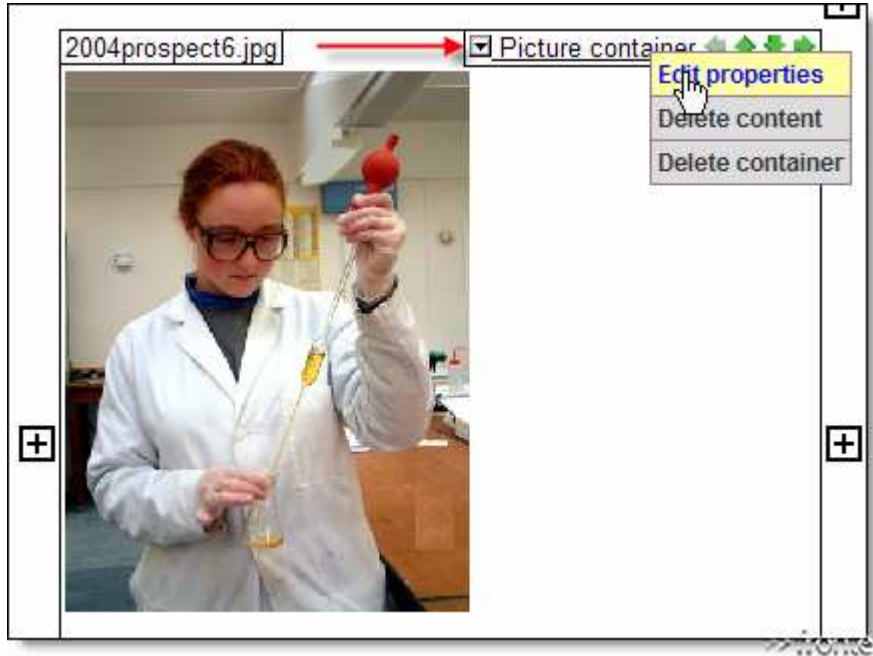 2004prospect6.jpg
Picture container
Edit properties
Delete content
Delete container